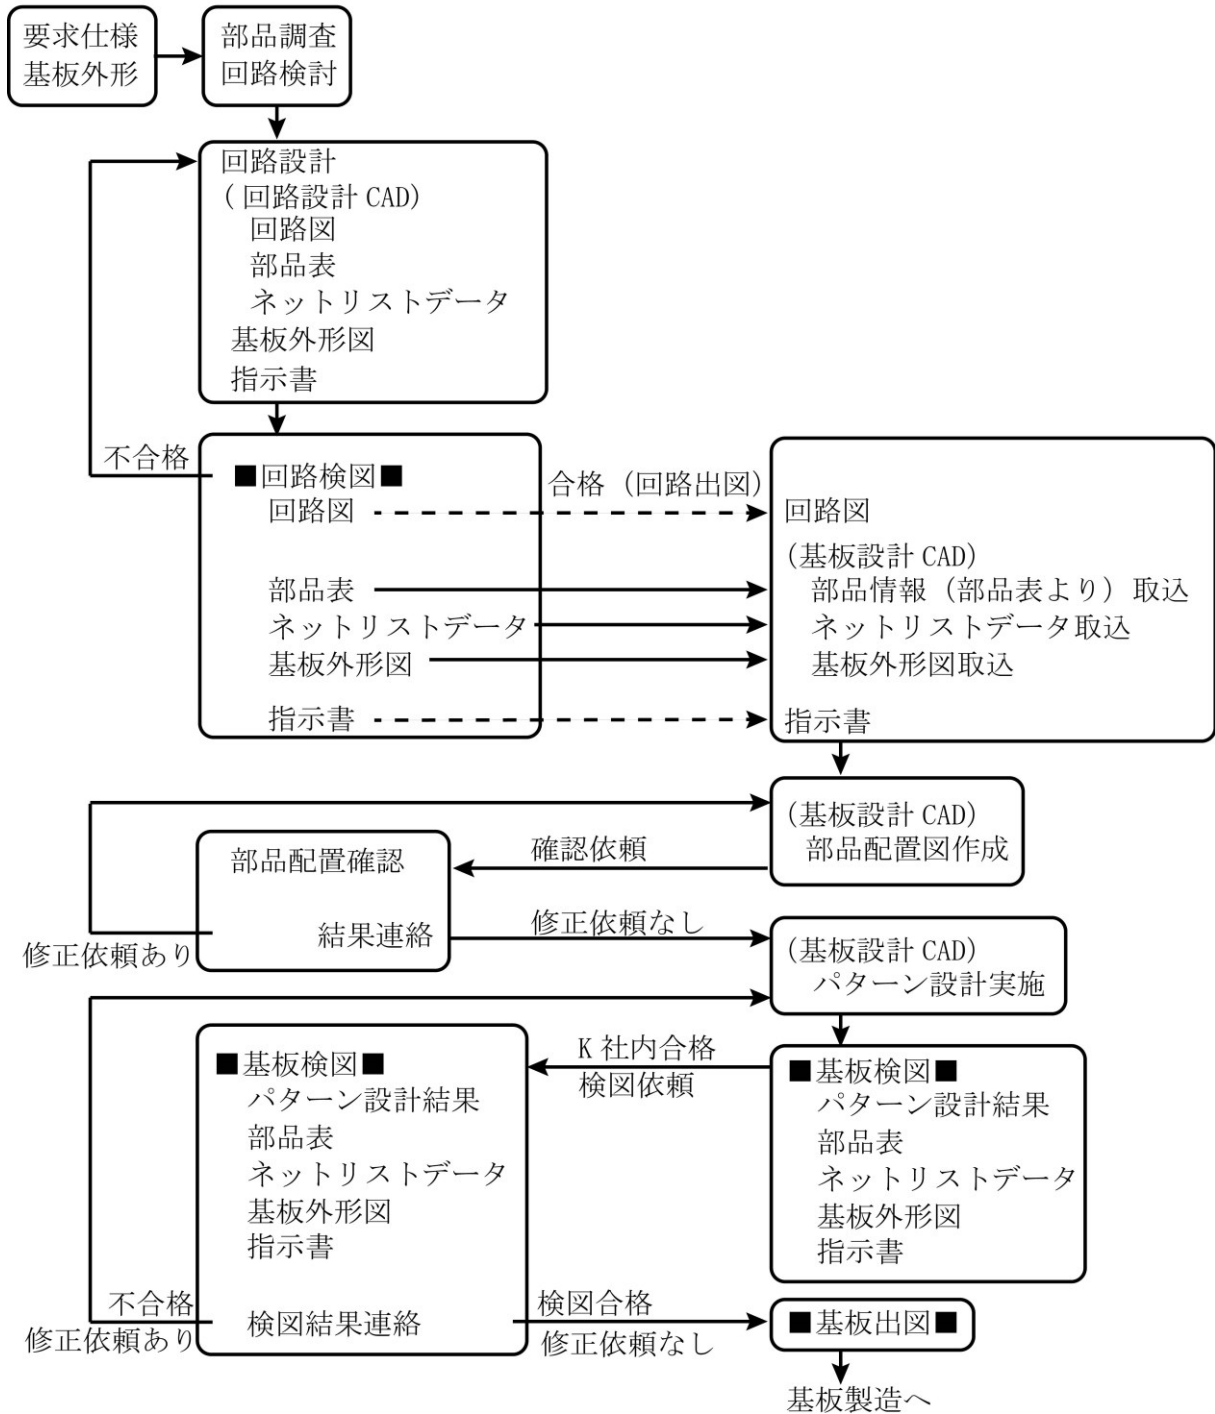 要求仕様
基板外形
部品調査
回路検討
回路設計
(回路設計 CAD)
回路図
部品表
ネットリストデータ
基板外形図
指示書
不合格
■回路検図■
回路図
部品表
ネットリストデータ
基板外形図
指示書
合格（回路出図）
回路図
(基板設計 CAD)
部品情報（部品表より）取込
ネットリストデータ取込
基板外形図取込
指示書
(基板設計 CAD)
部品配置図作成
確認依頼
部品配置確認
結果連絡
修正依頼あり
修正依頼なし
(基板設計 CAD)
パターン設計実施
K 社内合格
検図依頼
■基板検図■
パターン設計結果
部品表
ネットリストデータ
基板外形図
指示書
■基板検図■
パターン設計結果
部品表
ネットリストデータ
基板外形図
指示書
検図結果連絡
不合格
修正依頼あり
検図合格
修正依頼なし
■基板出図■
基板製造へ